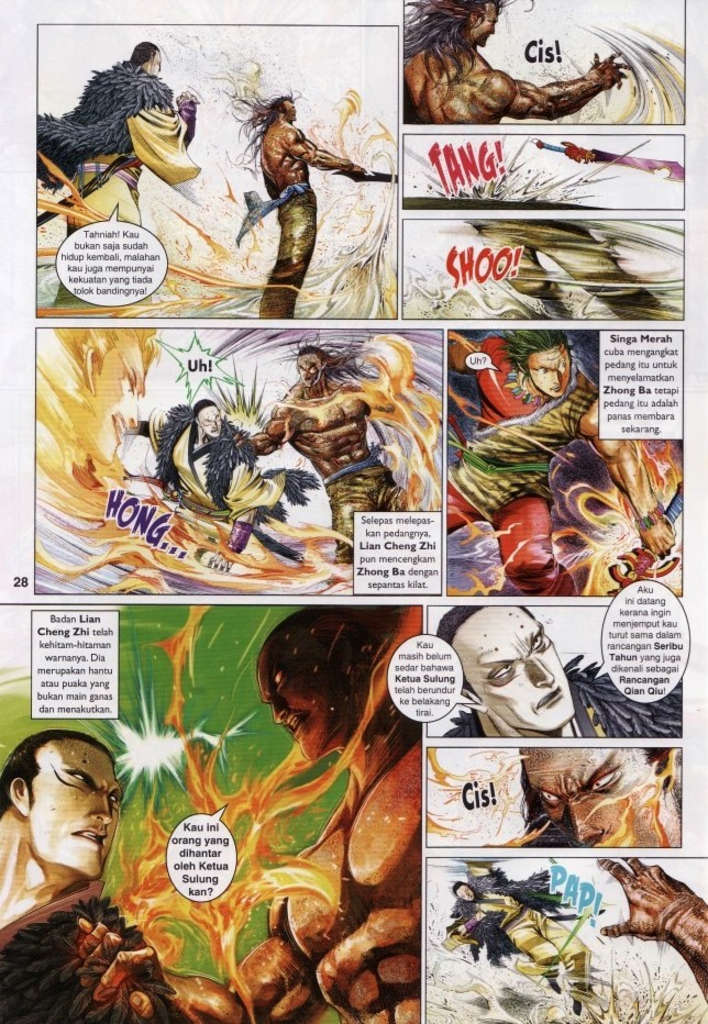 Tahniah! Kau
bukan saja sudah
hidup kembali, malahan
kau juga mempunyai
kekuatan yang tiada
tolok bandingnya!
Cis!
TANG!
SHOO!
Uh!
HONG...
Selepas melepas-
kan pedangnya,
Lian Cheng Zhi
pun mencengkam
Zhong Ba dengan
sepantas kilat.
Uh?
Singa Merah
cuba mengangkat
pedang itu untuk
menyelamatkan
Zhong Ba tetapi
pedang itu adalah
panas membara
sekarang.
28
Badan Lian
Cheng Zhi telah
kehitam-hitaman
warnanya. Dia
merupakan hantu
atau puaka yang
bukan main ganas
dan menakutkan.
Kau ini
orang yang
dihantar
oleh Ketua
Sulung
kan?
Kau
masih belum
sedar bahawa
Ketua Sulung
telah berundur
ke belakang
tirai.
Aku
ini datang
kerana ingin
menjemput kau
turut sama dalam
rancangan Seribu
Tahun yang juga
dikenali sebagai
Rancangan
Qian Qiu!
Cis!
PAP!